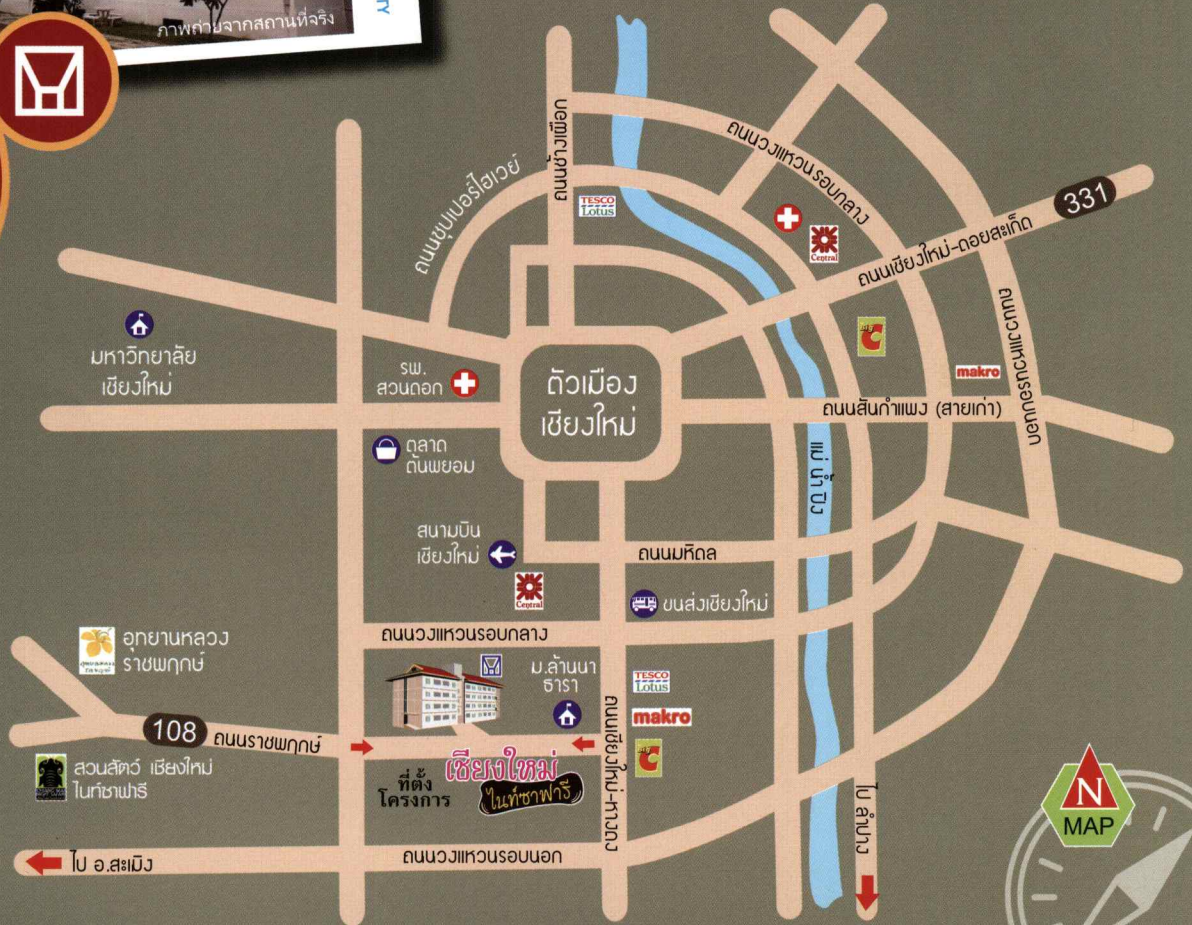 ภาพถ่ายจากสถานที่จริง
ถนนโชตนา
ถนนซุปเปอร์ไฮเวย์
TESCO
Lotus
ถนนวงแหวนรอบกลาง
Central
ถนนเชียงใหม่-ดอยสะเก็ด
331
ถนนวงแหวนรอบนอก
มหาวิทยาลัย
เชียงใหม่
รพ.
สวนดอก
ตัวเมือง
เชียงใหม่
Big
C
makro
ถนนสันกำแพง (สายเก่า)
ตลาด
ต้นพยอม
แม่น้ำปิง
สนามบิน
เชียงใหม่
Central
ถนนมหิดล
ขนส่งเชียงใหม่
ถนนวงแหวนรอบกลาง
อุทยานหลวง
ราชพฤกษ์
ม.ล้านนา
ธารา
TESCO
Lotus
makro
Big
C
108
ถนนราชพฤกษ์
ถนนเชียงใหม่-หางดง
สวนสัตว์ เชียงใหม่
ไนท์ซาฟารี
ที่ตั้ง
โครงการ
เชียงใหม่
ไนท์ซาฟารี
ไป อ.สะเมิง
ถนนวงแหวนรอบนอก
ไป ลำปาง
N
MAP